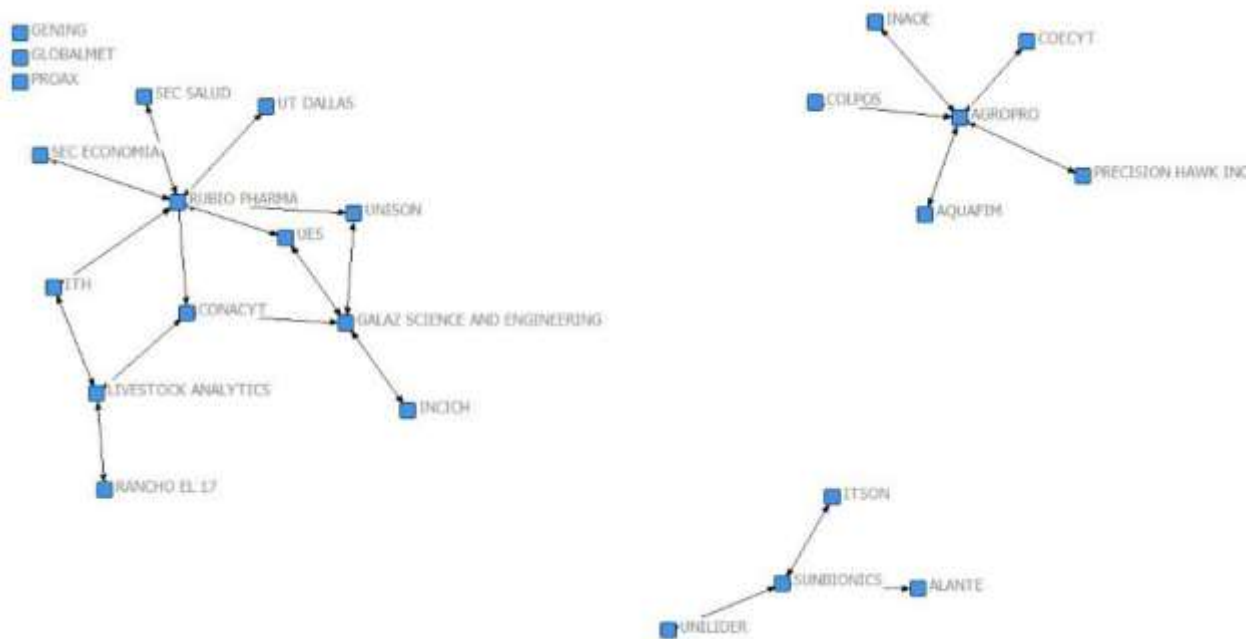 GENING
GLOBALMET
PROAX
SEC SALUD
UT DALLAS
SEC ECONOMIA
RUBIO PHARMA
UNISON
UES
ITH
CONACYT
GALAZ SCIENCE AND ENGINEERING
LIVESTOCK ANALYTICS
INCICH
RANCHO EL 17
INAOE
COECYT
COLPOS
AGROPRO
PRECISION HAWK INC
AQUAFIM
ITSON
SUNBIONICS
ALANTE
UNILIDER